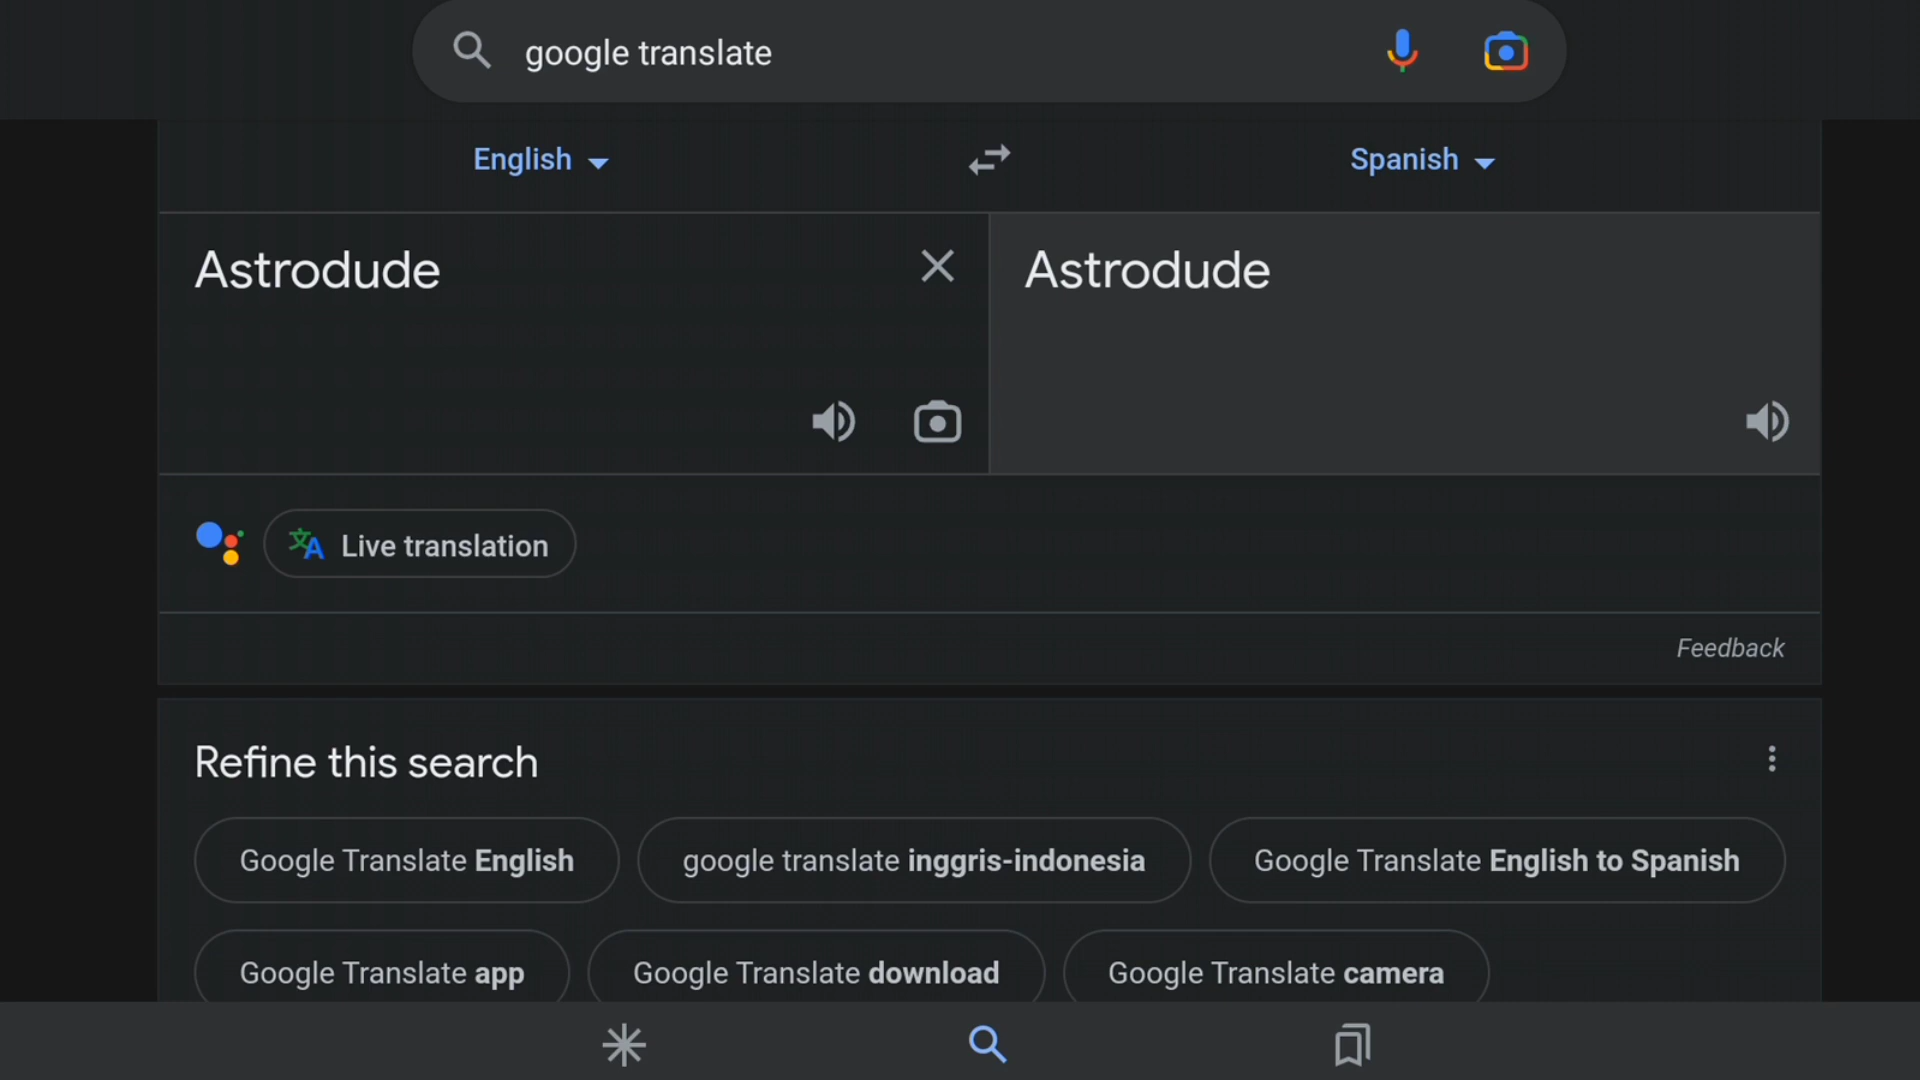 google translate
English
Spanish
Astrodude
Astrodude
Live translation
Feedback
Refine this search
Google Translate English
google translate inggris-indonesia
Google Translate English to Spanish
Google Translate app
Google Translate download
Google Translate camera